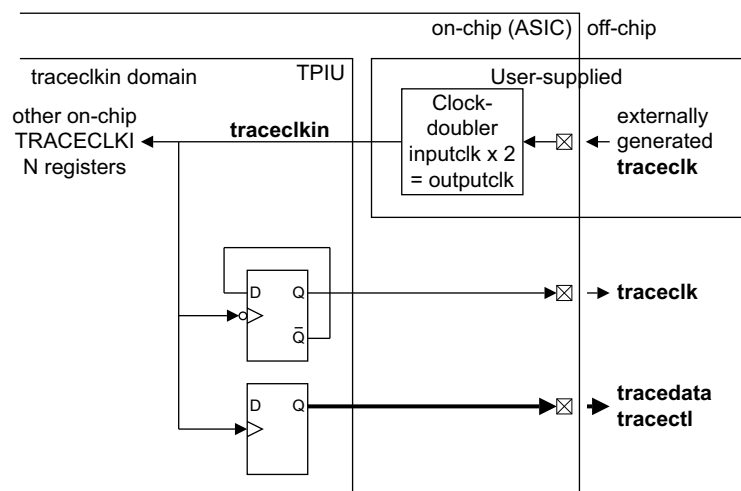 on-chip (ASIC) off-chip
traceclkin domain TPIU User-supplied
other on-chip
TRACECLKI
N registers
traceclkin
Clock-
doubler
inputclk x 2
= outputclk
externally
generated
traceclk
D Q
Q̅
traceclk
D Q
tracedata
tracectl